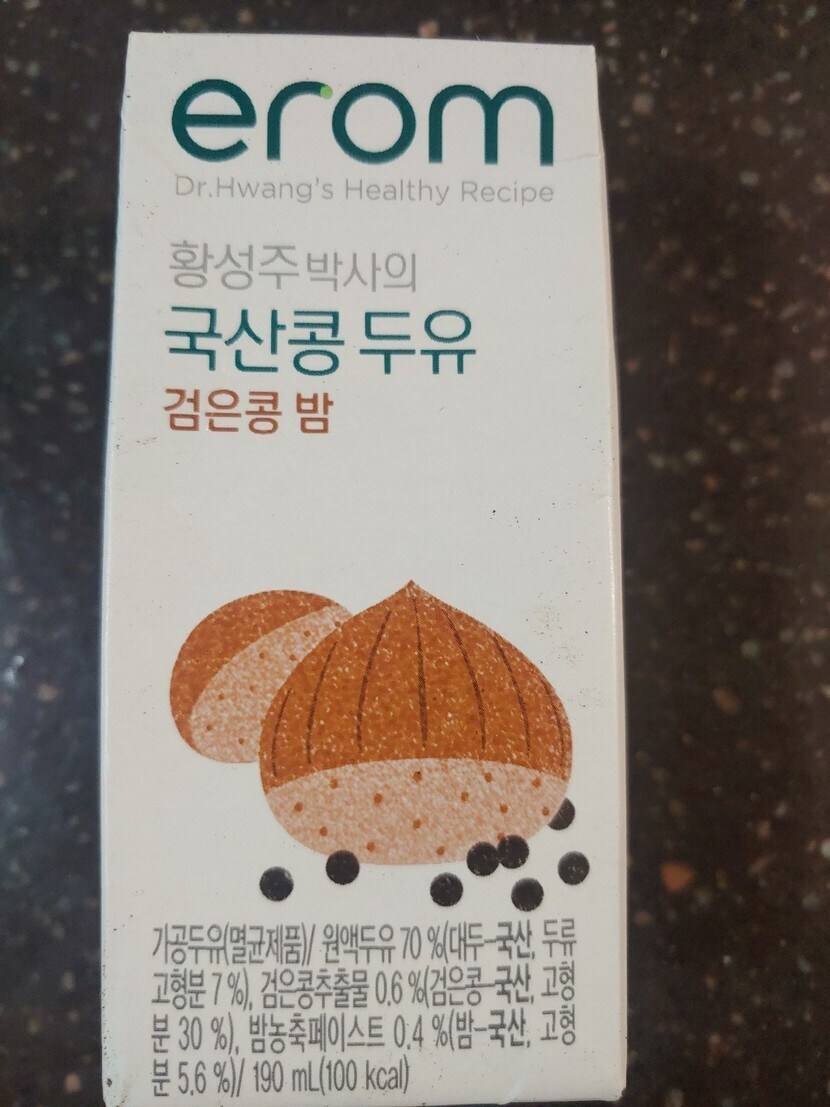 erom
Dr.Hwang's Healthy Recipe
황성주박사의
국산콩 두유
검은콩 밤
가공두유(멸균제품)/ 원액두유 70 %(대두-국산, 두류
고형분 7 %), 검은콩추출물 0.6 %(검은콩-국산, 고형
분 30 %), 밤농축페이스트 0.4 %(밤-국산, 고형
분 5.6 %)/ 190 mL(100 kcal)